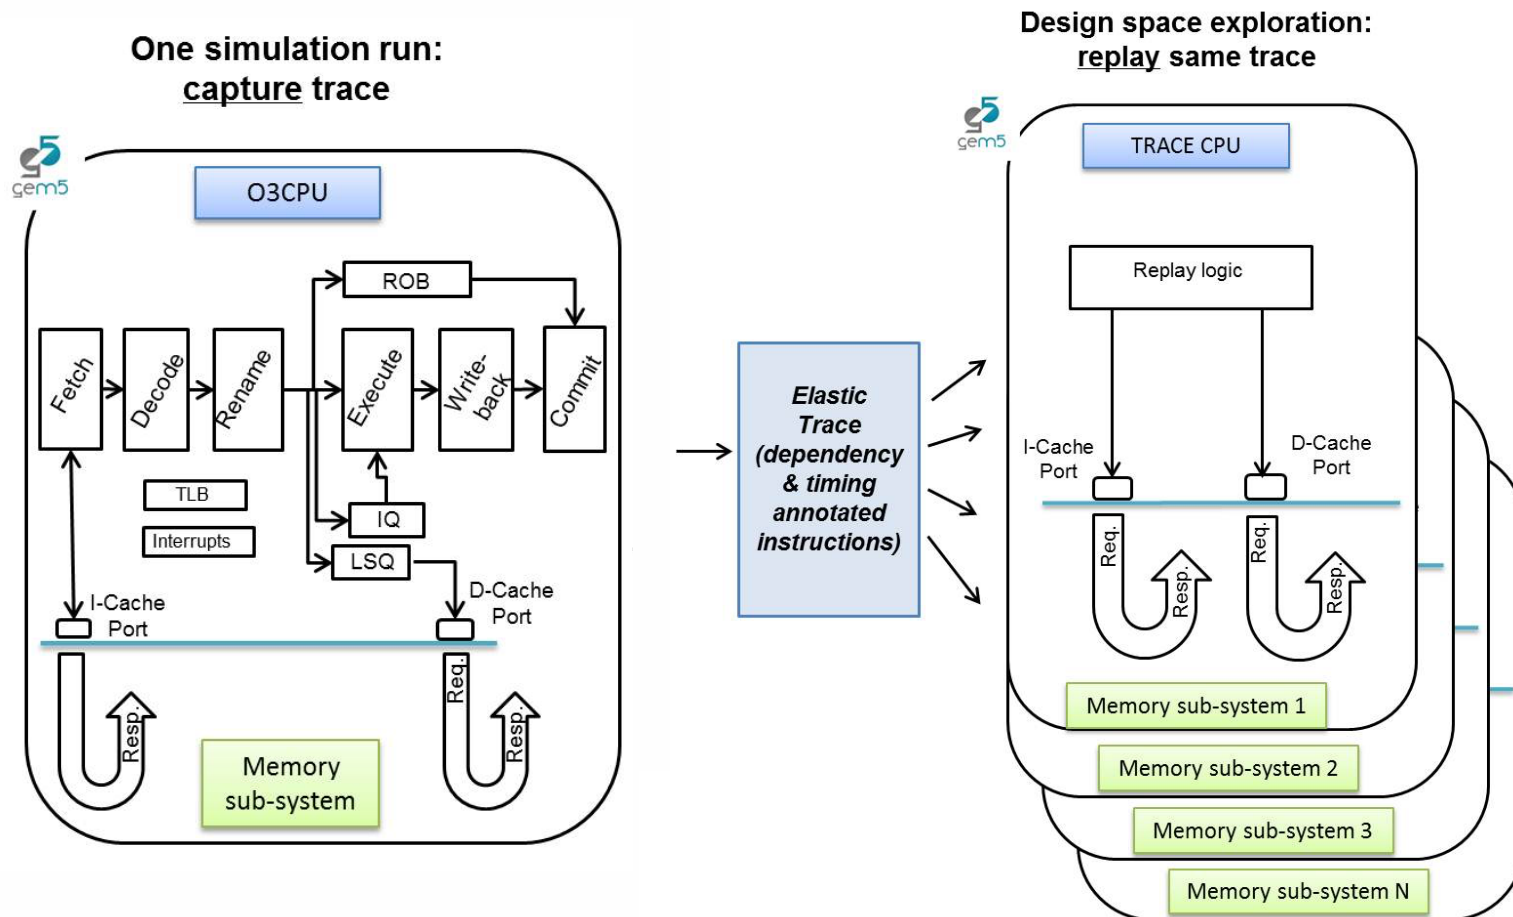 One simulation run:
capture trace
gem5
O3CPU
ROB
Fetch
Decode
Rename
Execute
Write-
back
Commit
TLB
IQ
Interrupts
LSQ
I-Cache
Port
D-Cache
Port
Resp.
Req.
Resp.
Memory
sub-system
Elastic
Trace
(dependency
& timing
annotated
instructions)
Design space exploration:
replay same trace
gem5
TRACE CPU
Replay logic
I-Cache
Port
D-Cache
Port
Req.
Resp.
Req.
Resp.
Memory sub-system 1
Memory sub-system 2
Memory sub-system 3
Memory sub-system N